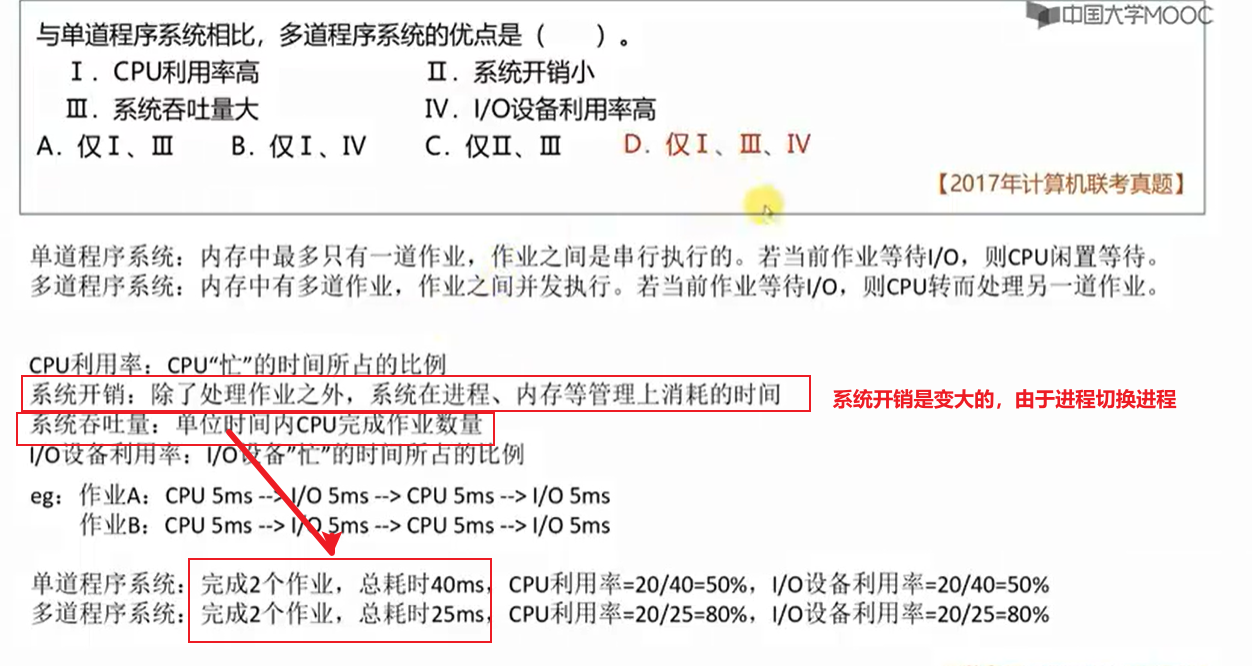 中国大学MOOC
与单道程序系统相比，多道程序系统的优点是（　　）。
Ⅰ．CPU利用率高　　Ⅱ．系统开销小
Ⅲ．系统吞吐量大　　Ⅳ．I/O设备利用率高
A．仅Ⅰ、Ⅲ　　B．仅Ⅰ、Ⅳ　　C．仅Ⅱ、Ⅲ　　D．仅Ⅰ、Ⅲ、Ⅳ
【2017年计算机联考真题】
单道程序系统：内存中最多只有一道作业，作业之间是串行执行的。若当前作业等待I/O，则CPU闲置等待。
多道程序系统：内存中有多道作业，作业之间并发执行。若当前作业等待I/O，则CPU转而处理另一道作业。
CPU利用率：CPU“忙”的时间所占的比例
系统开销：除了处理作业之外，系统在进程、内存等管理上消耗的时间　　系统开销是变大的，由于进程切换进程
系统吞吐量：单位时间内CPU完成作业数量
I/O设备利用率：I/O设备”忙”的时间所占的比例
eg：作业A：CPU 5ms --> I/O 5ms --> CPU 5ms --> I/O 5ms
作业B：CPU 5ms --> I/O 5ms --> CPU 5ms --> I/O 5ms
单道程序系统：完成2个作业，总耗时40ms，CPU利用率=20/40=50%，I/O设备利用率=20/40=50%
多道程序系统：完成2个作业，总耗时25ms，CPU利用率=20/25=80%，I/O设备利用率=20/25=80%